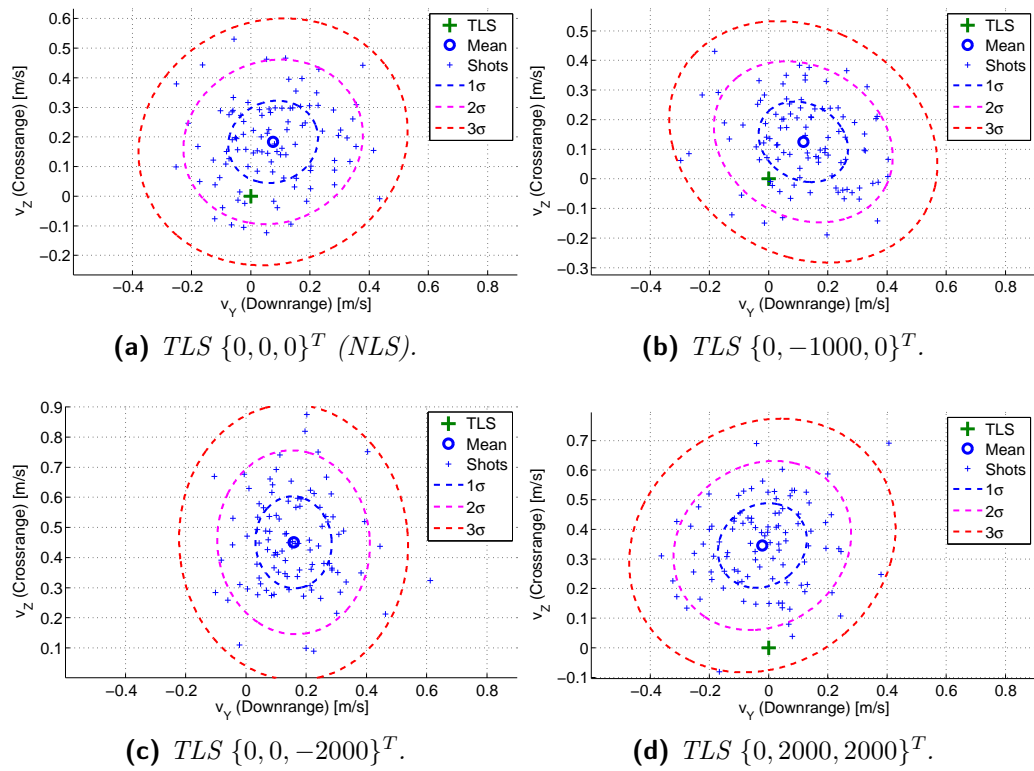 0.6
0.5
0.4
0.3
0.2
0.1
0
−0.1
−0.2
v_Z (Crossrange) [m/s]
−0.4 −0.2 0 0.2 0.4 0.6 0.8
v_Y (Downrange) [m/s]
TLS
Mean
Shots
1σ
2σ
3σ
(a) TLS {0, 0, 0}^T (NLS).
0.5
0.4
0.3
0.2
0.1
0
−0.1
−0.2
−0.3
v_Z (Crossrange) [m/s]
−0.4 −0.2 0 0.2 0.4 0.6 0.8
v_Y (Downrange) [m/s]
TLS
Mean
Shots
1σ
2σ
3σ
(b) TLS {0, −1000, 0}^T.
0.9
0.8
0.7
0.6
0.5
0.4
0.3
0.2
0.1
v_Z (Crossrange) [m/s]
−0.4 −0.2 0 0.2 0.4 0.6 0.8
v_Y (Downrange) [m/s]
TLS
Mean
Shots
1σ
2σ
3σ
(c) TLS {0, 0, −2000}^T.
0.7
0.6
0.5
0.4
0.3
0.2
0.1
0
−0.1
v_Z (Crossrange) [m/s]
−0.4 −0.2 0 0.2 0.4 0.6 0.8
v_Y (Downrange) [m/s]
TLS
Mean
Shots
1σ
2σ
3σ
(d) TLS {0, 2000, 2000}^T.